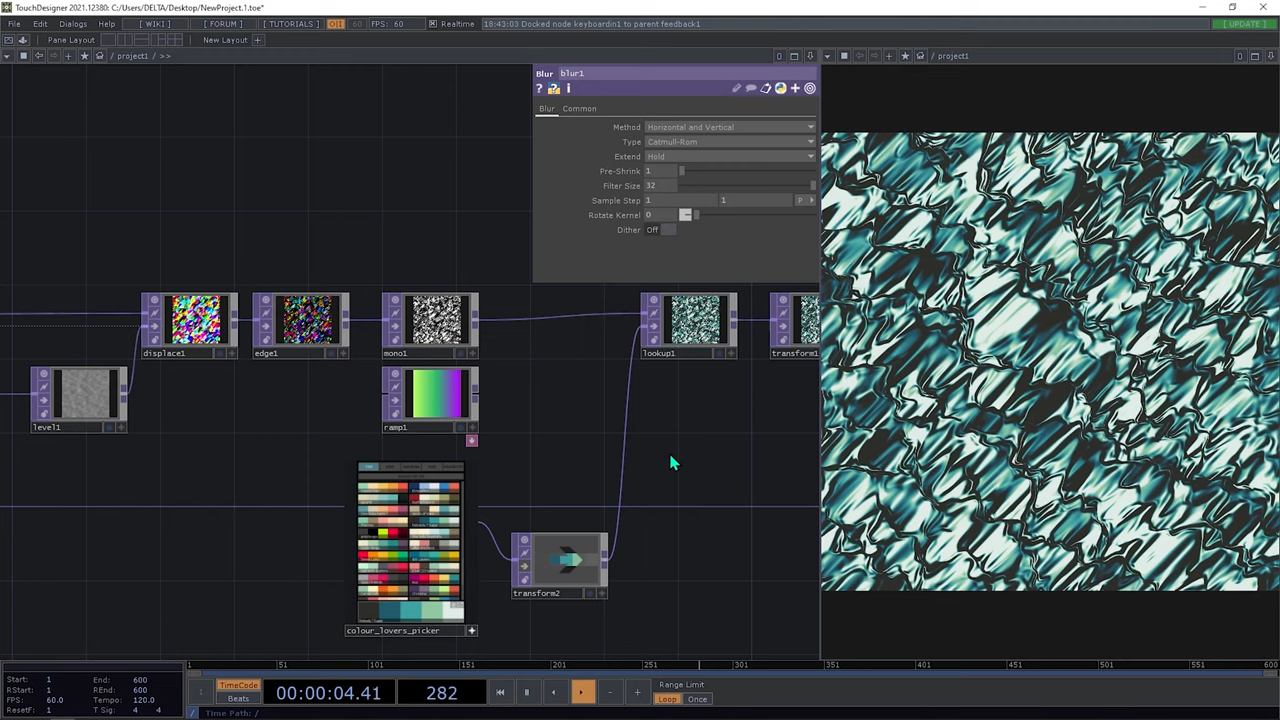 TouchDesigner 2021.12380: C:/Users/DELTA/Desktop/NewProject.1.toe*
File Edit Dialogs Help [ WIKI ] [ FORUM ] [ TUTORIALS ] OII 60 FPS: 60 Realtime 18:43:03 Docked node keyboardin1 to parent feedback1 [ UPDATE ]
Pane Layout New Layout +
/ project1 / >> 0
/ project1 0
Blur blur1
? ? i
Blur Common
Method Horizontal and Vertical
Type Catmull-Rom
Extend Hold
Pre-Shrink 1
Filter Size 32
Sample Step 1 1 P
Rotate Kernel 0
Dither Off
displace1 edge1 mono1 lookup1 transform1
level1 ramp1
transform2
colour_lovers_picker
1 51 101 151 201 251 301 351 401 451 501 551 600
Start: 1 End: 600
RStart: 1 REnd: 600
FPS: 60.0 Tempo: 120.0
ResetF: 1 T Sig: 4 4
TimeCode
Beats
00:00:04.41 282
Range Limit
Loop Once
/ Time Path: /